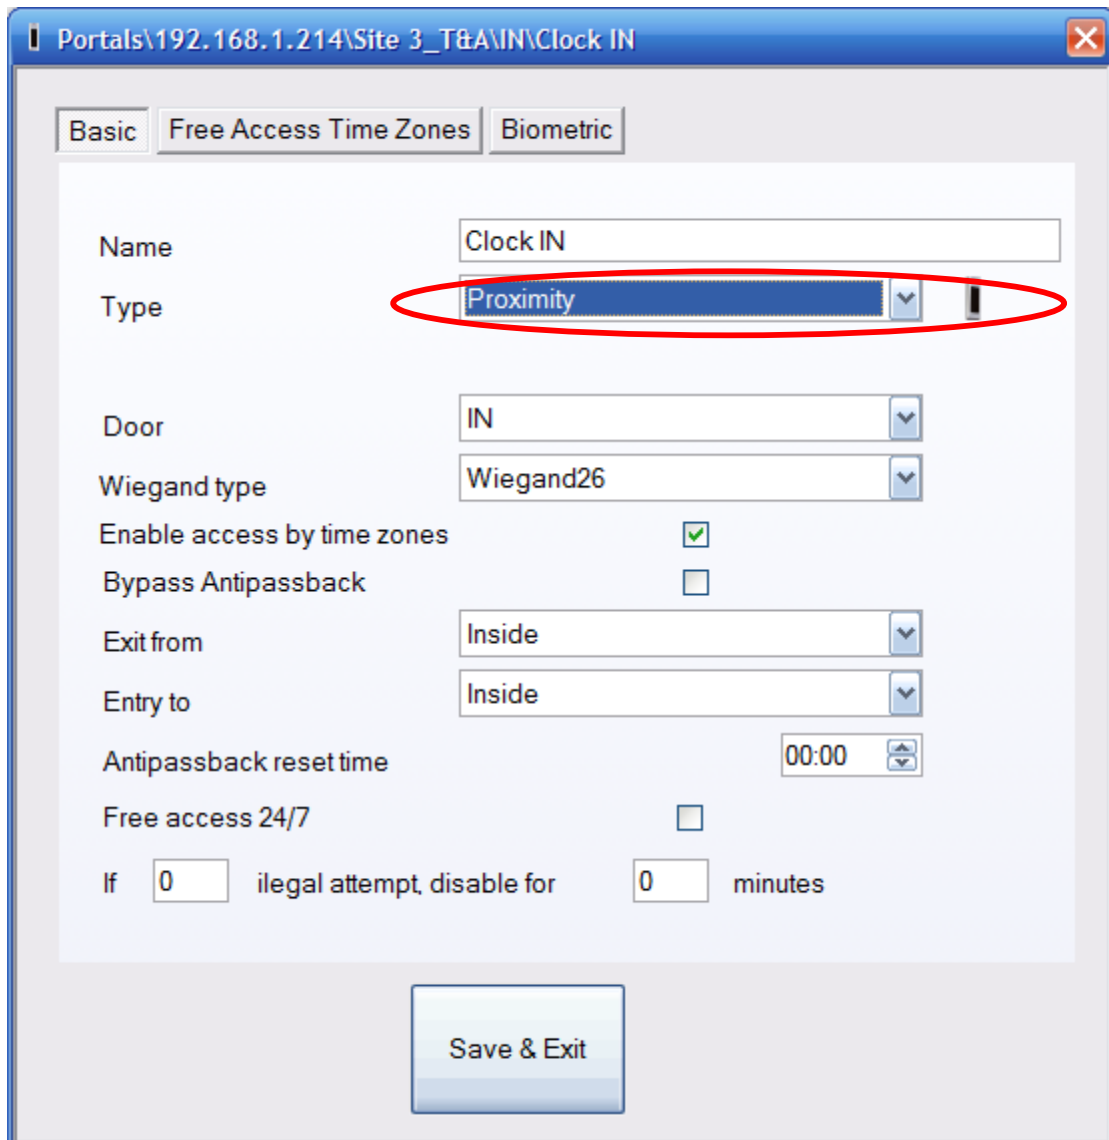 Portals\192.168.1.214\Site 3_T&A\IN\Clock IN
Basic Free Access Time Zones Biometric
Name Clock IN
Type Proximity
Door IN
Wiegand type Wiegand26
Enable access by time zones
Bypass Antipassback
Exit from Inside
Entry to Inside
Antipassback reset time 00:00
Free access 24/7
If 0 ilegal attempt, disable for 0 minutes
Save & Exit